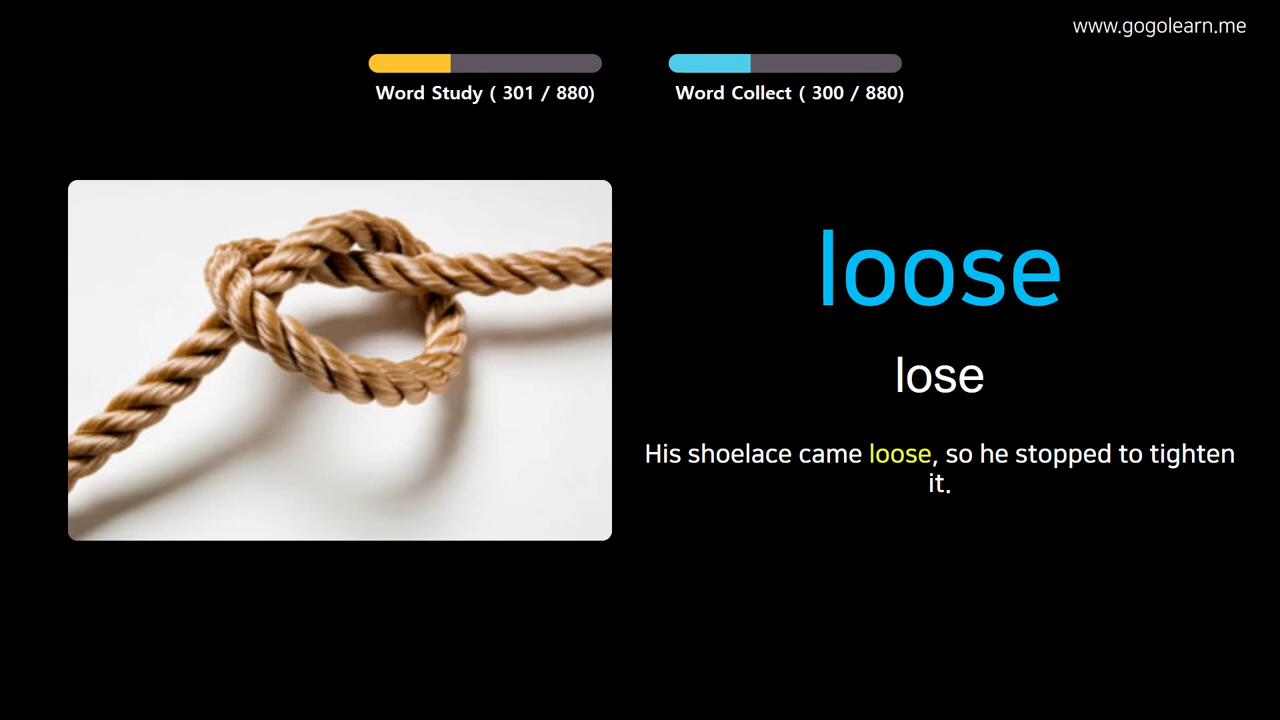 www.gogolearn.me
Word Study ( 301 / 880)
Word Collect ( 300 / 880)
loose
lose
His shoelace came loose, so he stopped to tighten
it.